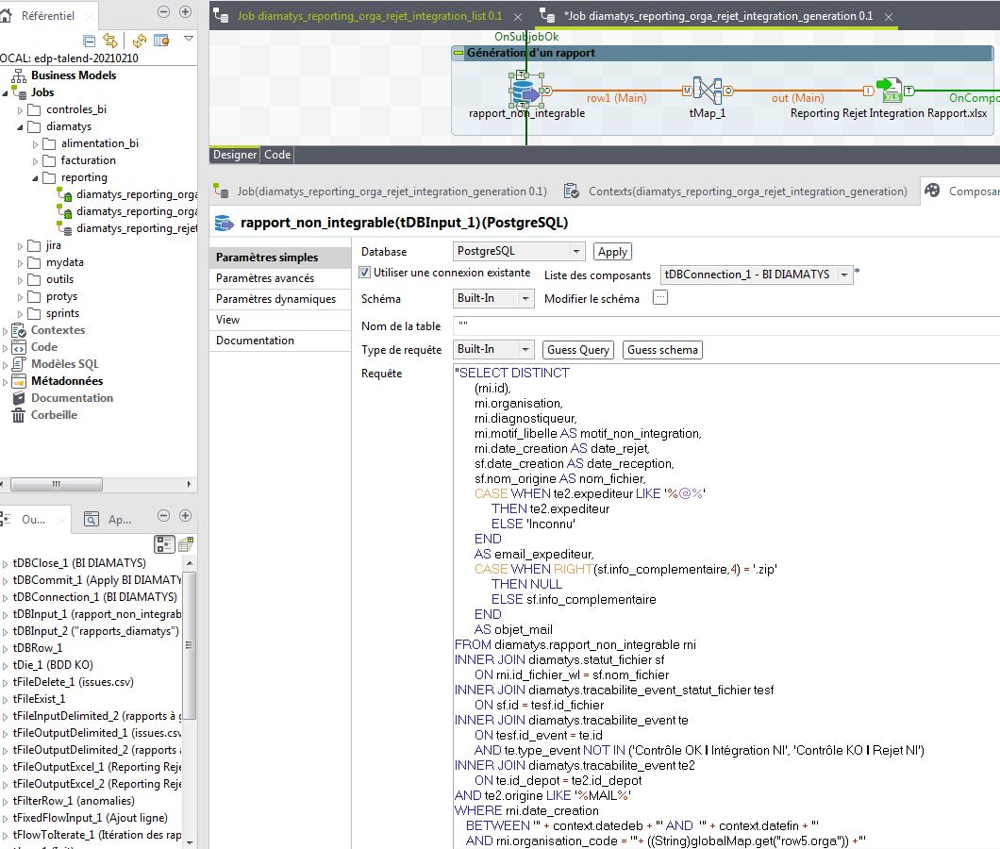 Référentiel
OCAL: edp-talend-20210210
Business Models
Jobs
controles_bi
diamatys
alimentation_bi
facturation
reporting
diamatys_reporting_orga
diamatys_reporting_orga
diamatys_reporting_rejet
jira
mydata
outils
protys
sprints
Contextes
Code
Modèles SQL
Métadonnées
Documentation
Corbeille
Ou...
Ap...
tDBClose_1 (BI DIAMATYS)
tDBCommit_1 (Apply BI DIAMATY
tDBConnection_1 (BI DIAMATYS)
tDBInput_1 (rapport_non_integrab
tDBInput_2 ("rapports_diamatys")
tDBRow_1
tDie_1 (BDD KO)
tFileDelete_1 (issues.csv)
tFileExist_1
tFileInputDelimited_2 (rapports à g
tFileOutputDelimited_1 (issues.csv
tFileOutputDelimited_2 (rapports
tFileOutputExcel_1 (Reporting Reje
tFileOutputExcel_2 (Reporting Reje
tFilterRow_1 (anomalies)
tFixedFlowInput_1 (Ajout ligne)
tFlowToIterate_1 (Itération des rap
Job diamatys_reporting_orga_rejet_integration_list 0.1
*Job diamatys_reporting_orga_rejet_integration_generation 0.1
OnSubjobOk
Génération d'un rapport
row1 (Main)
out (Main)
OnCompo
rapport_non_integrable
tMap_1
Reporting Rejet Integration Rapport.xlsx
Designer
Code
Job(diamatys_reporting_orga_rejet_integration_generation 0.1)
Contexts(diamatys_reporting_orga_rejet_integration_generation)
Composan
rapport_non_integrable(tDBInput_1)(PostgreSQL)
Paramètres simples
Paramètres avancés
Paramètres dynamiques
View
Documentation
Database
PostgreSQL
Apply
Utiliser une connexion existante
Liste des composants
tDBConnection_1 - BI DIAMATYS
*
Schéma
Built-In
Modifier le schéma
...
Nom de la table
""
Type de requête
Built-In
Guess Query
Guess schema
Requête
"SELECT DISTINCT
(rni.id),
rni.organisation,
rni.diagnostiqueur,
rni.motif_libelle AS motif_non_integration,
rni.date_creation AS date_rejet,
sf.date_creation AS date_reception,
sf.nom_origine AS nom_fichier,
CASE WHEN te2.expediteur LIKE '%@%'
THEN te2.expediteur
ELSE 'Inconnu'
END
AS email_expediteur,
CASE WHEN RIGHT(sf.info_complementaire,4) = '.zip'
THEN NULL
ELSE sf.info_complementaire
END
AS objet_mail
FROM diamatys.rapport_non_integrable rni
INNER JOIN diamatys.statut_fichier sf
ON rni.id_fichier_wl = sf.nom_fichier
INNER JOIN diamatys.tracabilite_event_statut_fichier tesf
ON sf.id = tesf.id_fichier
INNER JOIN diamatys.tracabilite_event te
ON tesf.id_event = te.id
AND te.type_event NOT IN ('Contrôle OK | Intégration NI', 'Contrôle KO | Rejet NI')
INNER JOIN diamatys.tracabilite_event te2
ON te.id_depot = te2.id_depot
AND te2.origine LIKE '%MAIL%'
WHERE rni.date_creation
BETWEEN '" + context.datedeb + "' AND '" + context.datefin + "'
AND rni.organisation_code = '"+ ((String)globalMap.get("row5.orga")) +"'